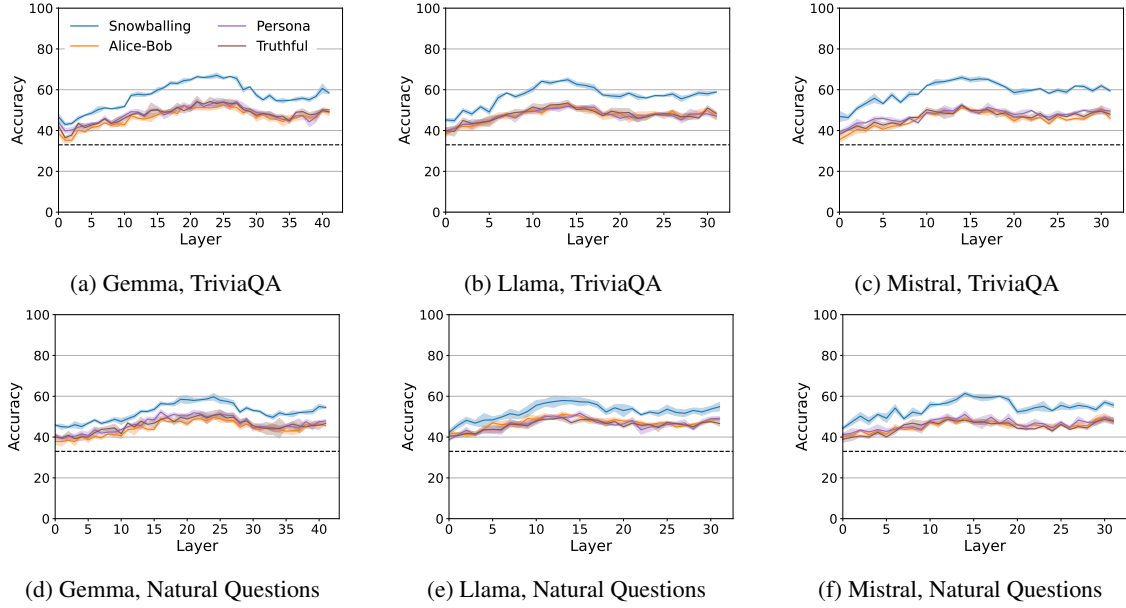 Snowballing
Alice-Bob
Persona
Truthful
100
80
60
40
20
0
Accuracy
0 5 10 15 20 25 30 35 40
Layer
(a) Gemma, TriviaQA
100
80
60
40
20
0
Accuracy
0 5 10 15 20 25 30
Layer
(b) Llama, TriviaQA
100
80
60
40
20
0
Accuracy
0 5 10 15 20 25 30
Layer
(c) Mistral, TriviaQA
100
80
60
40
20
0
Accuracy
0 5 10 15 20 25 30 35 40
Layer
(d) Gemma, Natural Questions
100
80
60
40
20
0
Accuracy
0 5 10 15 20 25 30
Layer
(e) Llama, Natural Questions
100
80
60
40
20
0
Accuracy
0 5 10 15 20 25 30
Layer
(f) Mistral, Natural Questions